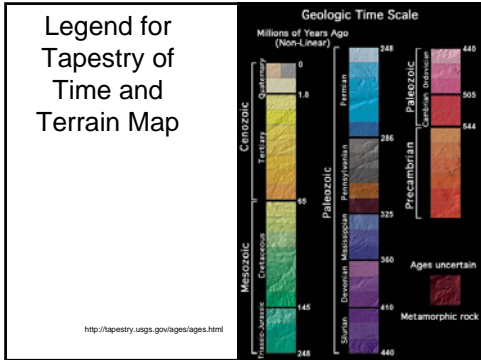 Legend for
Tapestry of
Time and
Terrain Map
http://tapestry.usgs.gov/ages/ages.html
Geologic Time Scale
Millions of Years Ago
(Non-Linear)
Cenozoic
Quaternary
Tertiary
0
1.8
65
Mesozoic
Cretaceous
Triassic-Jurassic
145
248
Paleozoic
Permian
Pennsylvanian
Mississippian
Devonian
Silurian
248
286
325
360
410
440
Paleozoic
Ordovician
Cambrian
440
505
544
Precambrian
Ages uncertain
Metamorphic rock